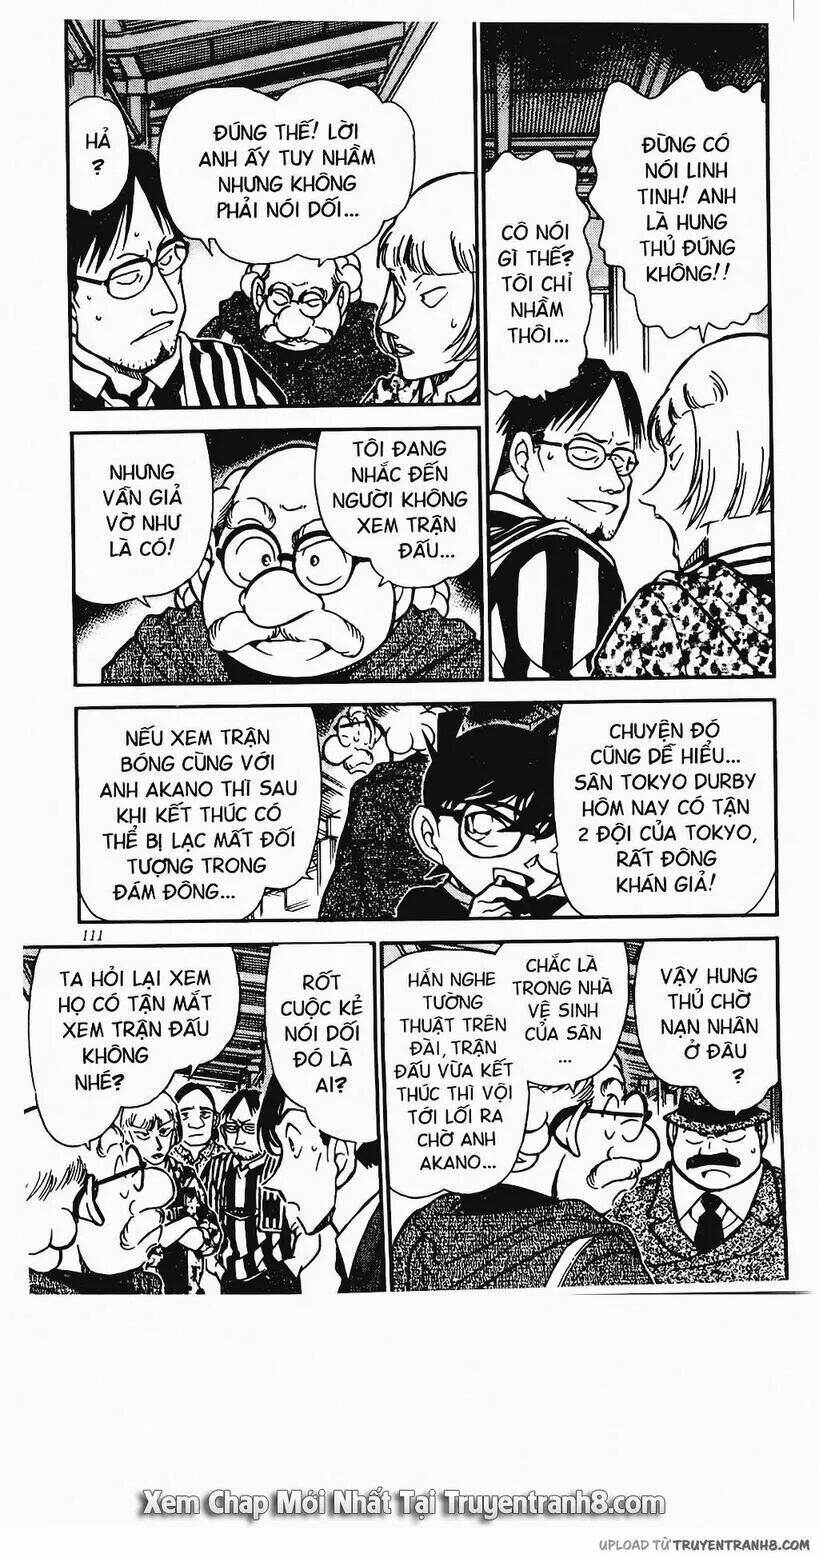 ĐỪNG CÓ
NÓI LINH
TINH! ANH
LÀ HUNG
THỦ ĐÚNG
KHÔNG!!
CÔ NÓI
GÌ THẾ?
TÔI CHỈ
NHẦM
THÔI...
ĐÚNG THẾ! LỜI
ANH ẤY TUY NHẦM
NHƯNG KHÔNG
PHẢI NÓI DỐI...
HẢ
?
TÔI ĐANG
NHẮC ĐẾN
NGƯỜI KHÔNG
XEM TRẬN
ĐẤU...
NHƯNG
VẪN GIẢ
VỜ NHƯ
LÀ CÓ!
CHUYỆN ĐÓ
CŨNG DỄ HIỂU...
SÂN TOKYO DURBY
HÔM NAY CÓ TẬN
2 ĐỘI CỦA TOKYO,
RẤT ĐÔNG
KHÁN GIẢ!
NẾU XEM TRẬN
BÓNG CÙNG VỚI
ANH AKANO THÌ SAU
KHI KẾT THÚC CÓ
THỂ BỊ LẠC MẤT ĐỐI
TƯỢNG TRONG
ĐÁM ĐÔNG...
111
VẬY HUNG
THỦ CHỜ
NẠN NHÂN
Ở ĐÂU
?
CHẮC LÀ
TRONG NHÀ
VỆ SINH
CỦA SÂN
...
HẮN NGHE
TƯỜNG
THUẬT TRÊN
ĐÀI, TRẬN
ĐẤU VỪA KẾT
THÚC THÌ VỘI
TỚI LỐI RA
CHỜ ANH
AKANO...
RỐT
CUỘC KẺ
NÓI DỐI
ĐÓ LÀ
AI?
TA HỎI LẠI XEM
HỌ CÓ TẬN MẮT
XEM TRẬN ĐẤU
KHÔNG
NHÉ?
Xem Chap Mới Nhất Tại Truyentranh8.com
UPLOAD TỪ TRUYENTRANH8.COM